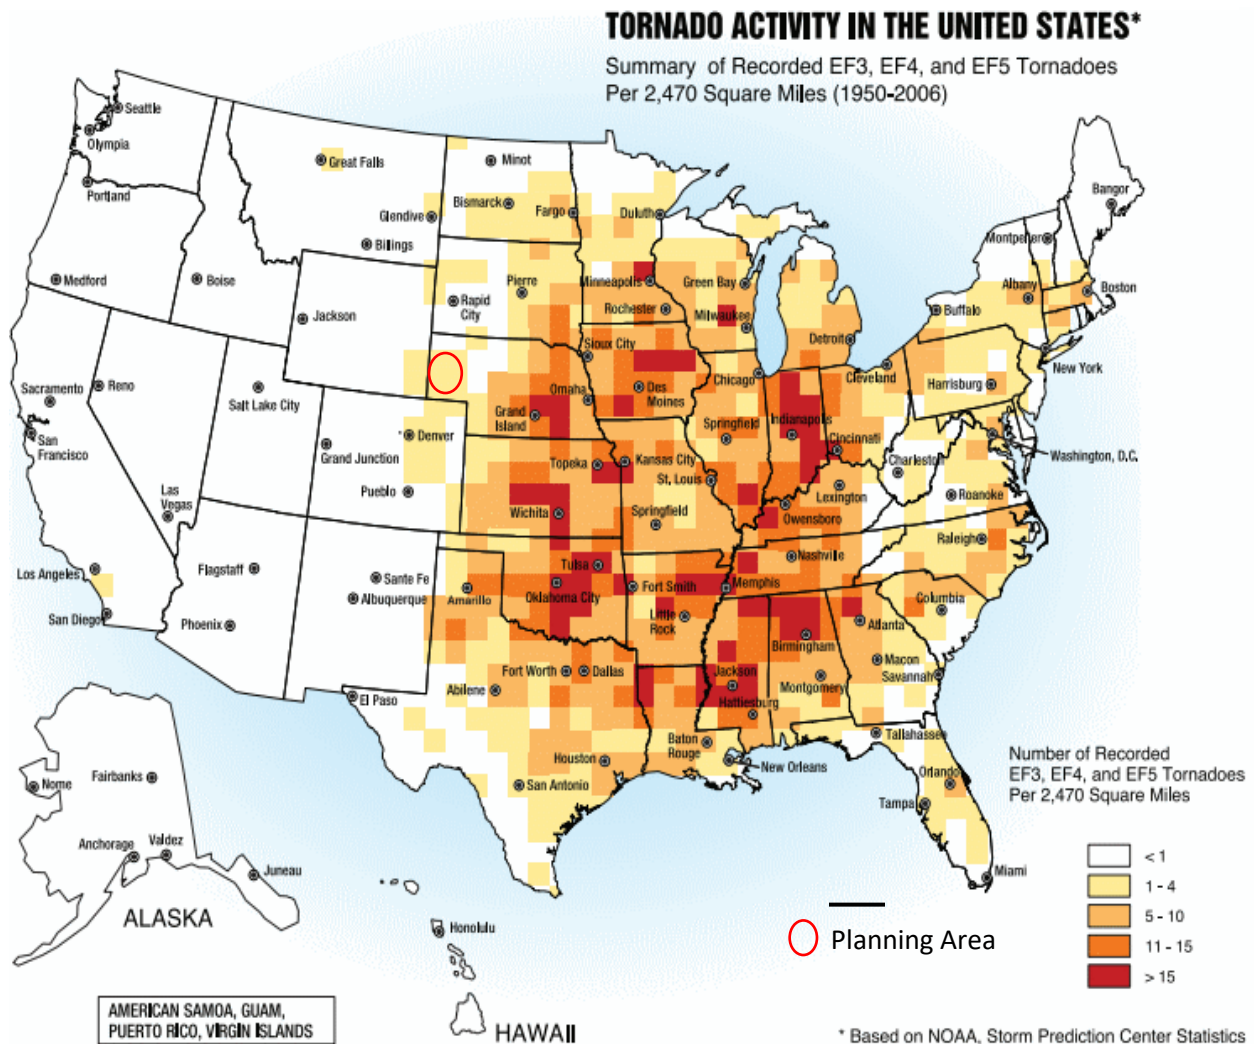 TORNADO ACTIVITY IN THE UNITED STATES*
Summary of Recorded EF3, EF4, and EF5 Tornadoes
Per 2,470 Square Miles (1950-2006)
Seattle
Olympia
Portland
Great Falls
Minot
Bismarck
Fargo
Duluth
Glendive
Billings
Bangor
Montpelier
Medford
Boise
Jackson
Pierre
Rapid
City
Minneapolis
Rochester
Green Bay
Milwaukee
Albany
Boston
Buffalo
Detroit
Sioux City
New York
Sacramento
Reno
Salt Lake City
Omaha
Des
Moines
Chicago
Cleveland
Harrisburg
San
Francisco
Grand
Island
Denver
Grand Junction
Springfield
Indianapolis
Cincinnati
Washington, D.C.
Topeka
Kansas City
St. Louis
Charleston
Las
Vegas
Pueblo
Wichita
Springfield
Lexington
Owensboro
Roanoke
Raleigh
Nashville
Los Angeles
Flagstaff
Sante Fe
Albuquerque
Amarillo
Tulsa
Oklahoma
City
Fort Smith
Memphis
Columbia
San Diego
Phoenix
Little
Rock
Atlanta
Birmingham
Fort Worth
Dallas
Jackson
Macon
Savannah
El Paso
Abilene
Montgomery
Hattiesburg
Baton
Rouge
Tallahassee
Houston
New Orleans
San Antonio
Orlando
Tampa
Miami
Nome
Fairbanks
Anchorage
Valdez
Juneau
ALASKA
Honolulu
HAWAII
AMERICAN SAMOA, GUAM,
PUERTO RICO, VIRGIN ISLANDS
Number of Recorded
EF3, EF4, and EF5 Tornadoes
Per 2,470 Square Miles
< 1
1 - 4
5 - 10
11 - 15
> 15
Planning Area
* Based on NOAA, Storm Prediction Center Statistics